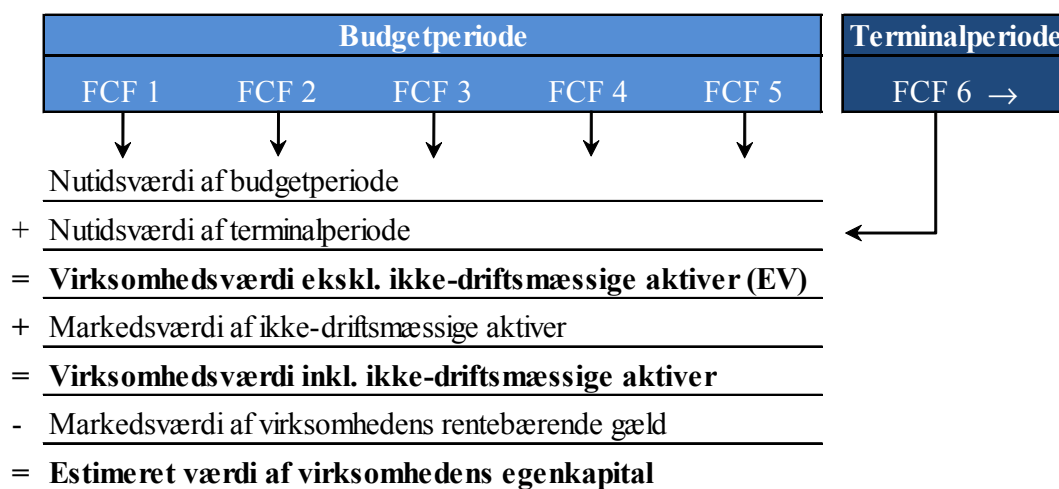 Budgetperiode Terminalperiode
FCF 1 FCF 2 FCF 3 FCF 4 FCF 5 FCF 6 →
Nutidsværdi af budgetperiode
+ Nutidsværdi af terminalperiode
= Virksomhedsværdi ekskl. ikke-driftsmæssige aktiver (EV)
+ Markedsværdi af ikke-driftsmæssige aktiver
= Virksomhedsværdi inkl. ikke-driftsmæssige aktiver
- Markedsværdi af virksomhedens rentebærende gæld
= Estimeret værdi af virksomhedens egenkapital